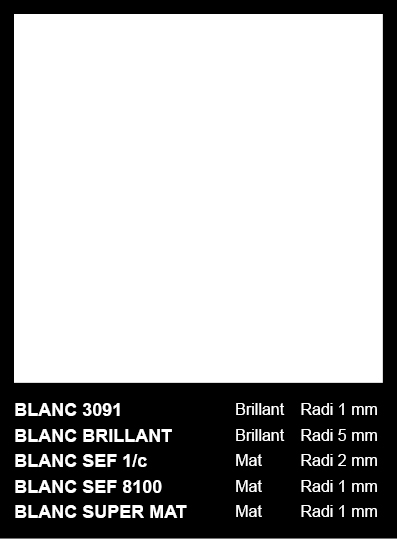 BLANC 3091 Brillant Radi 1 mm
BLANC BRILLANT Brillant Radi 5 mm
BLANC SEF 1/c Mat Radi 2 mm
BLANC SEF 8100 Mat Radi 1 mm
BLANC SUPER MAT Mat Radi 1 mm